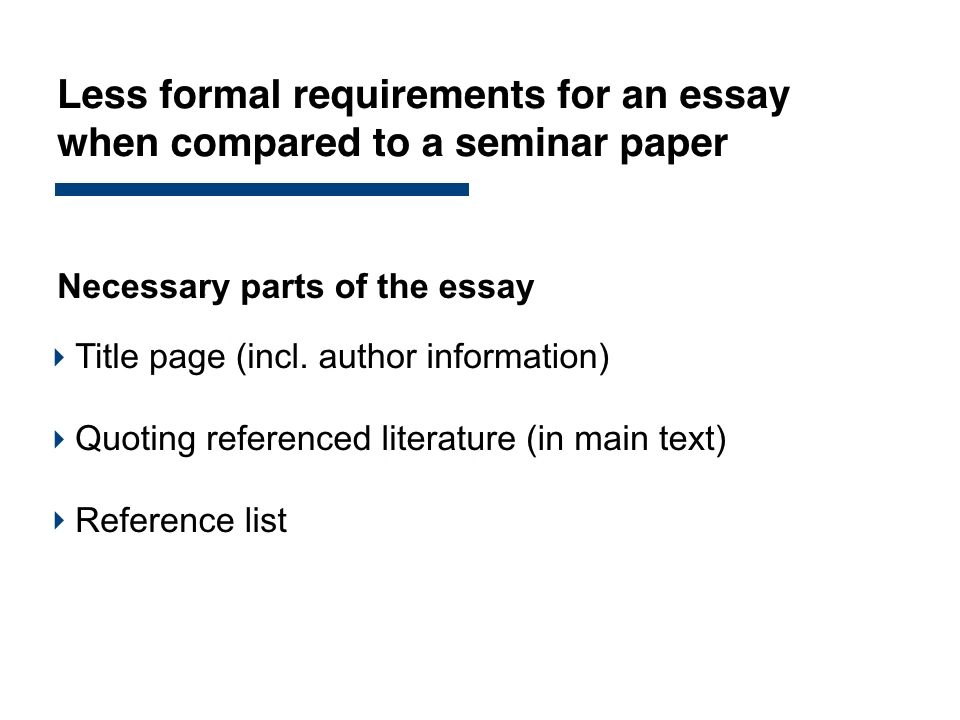 Less formal requirements for an essay
when compared to a seminar paper
Necessary parts of the essay
Title page (incl. author information)
Quoting referenced literature (in main text)
Reference list